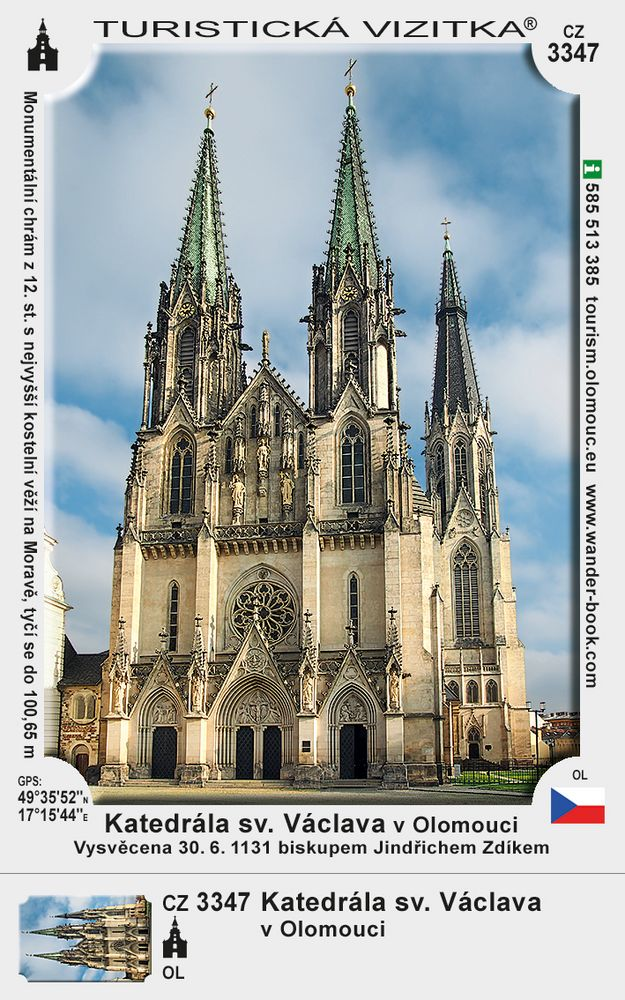 TURISTICKÁ VIZITKA®
CZ
3347
Monumentální chrám z 12. st. s nejvyšší kostelní věží na Moravě, tyčí se do 100,65 m
i 585 513 385 tourism.olomouc.eu www.wander-book.com
GPS:
49°35'52"N
17°15'44"E
OL
Katedrála sv. Václava v Olomouci
Vysvěcena 30. 6. 1131 biskupem Jindřichem Zdíkem
CZ 3347 Katedrála sv. Václava
v Olomouci
OL